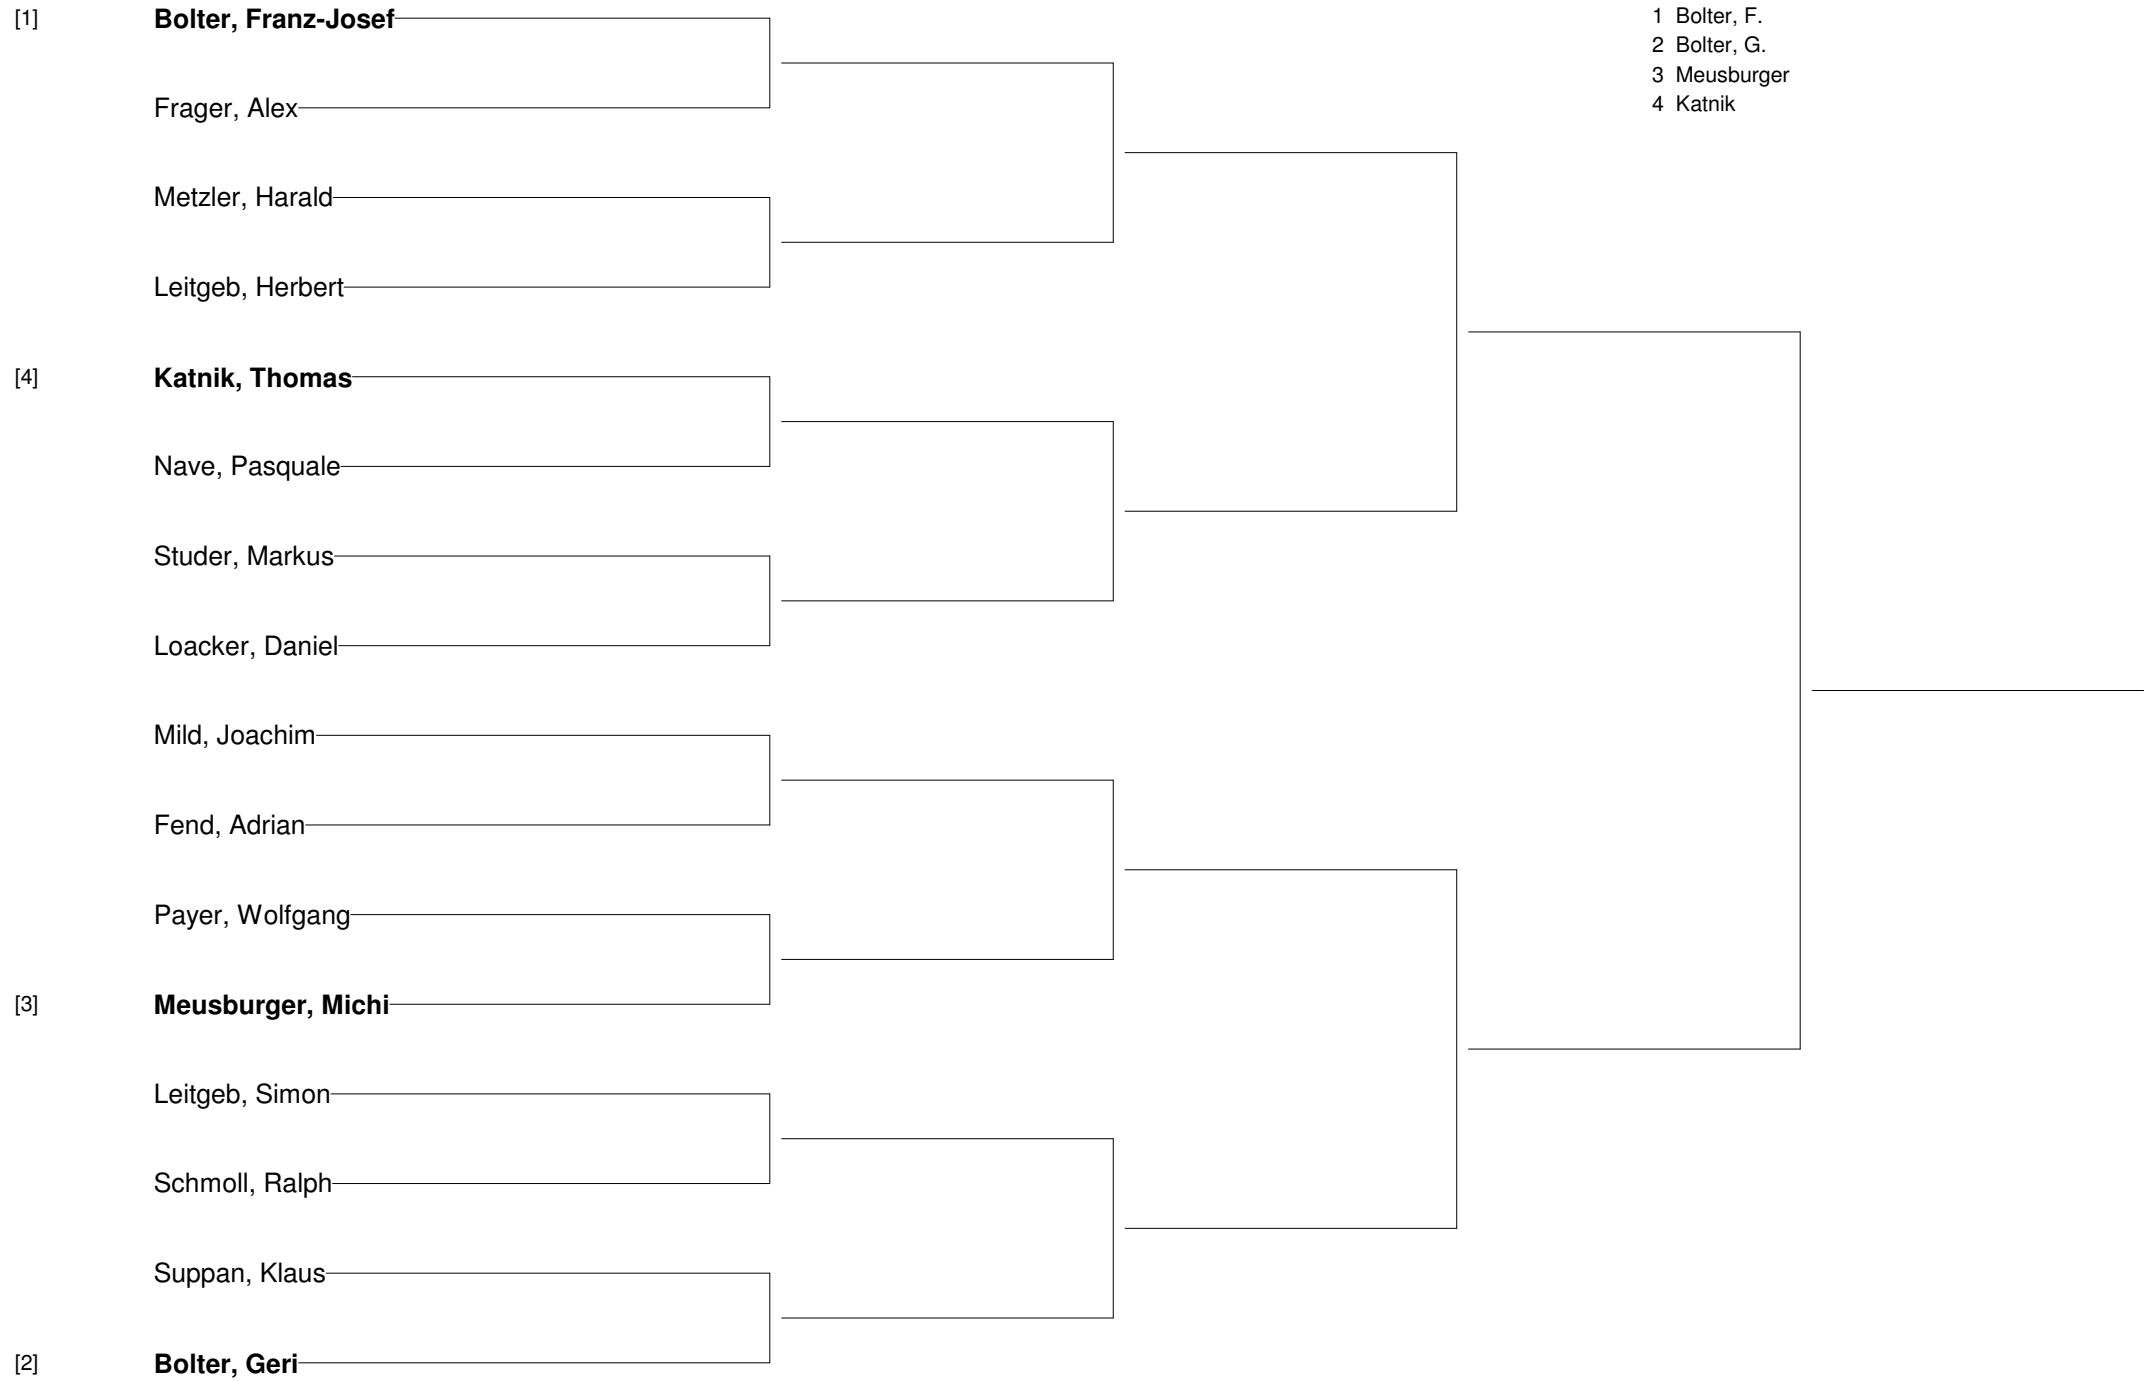 [1] Bolter, Franz-Josef
1 Bolter, F.
2 Bolter, G.
3 Meusburger
4 Katnik
Frager, Alex
Metzler, Harald
Leitgeb, Herbert
[4] Katnik, Thomas
Nave, Pasquale
Studer, Markus
Loacker, Daniel
Mild, Joachim
Fend, Adrian
Payer, Wolfgang
[3] Meusburger, Michi
Leitgeb, Simon
Schmoll, Ralph
Suppan, Klaus
[2] Bolter, Geri